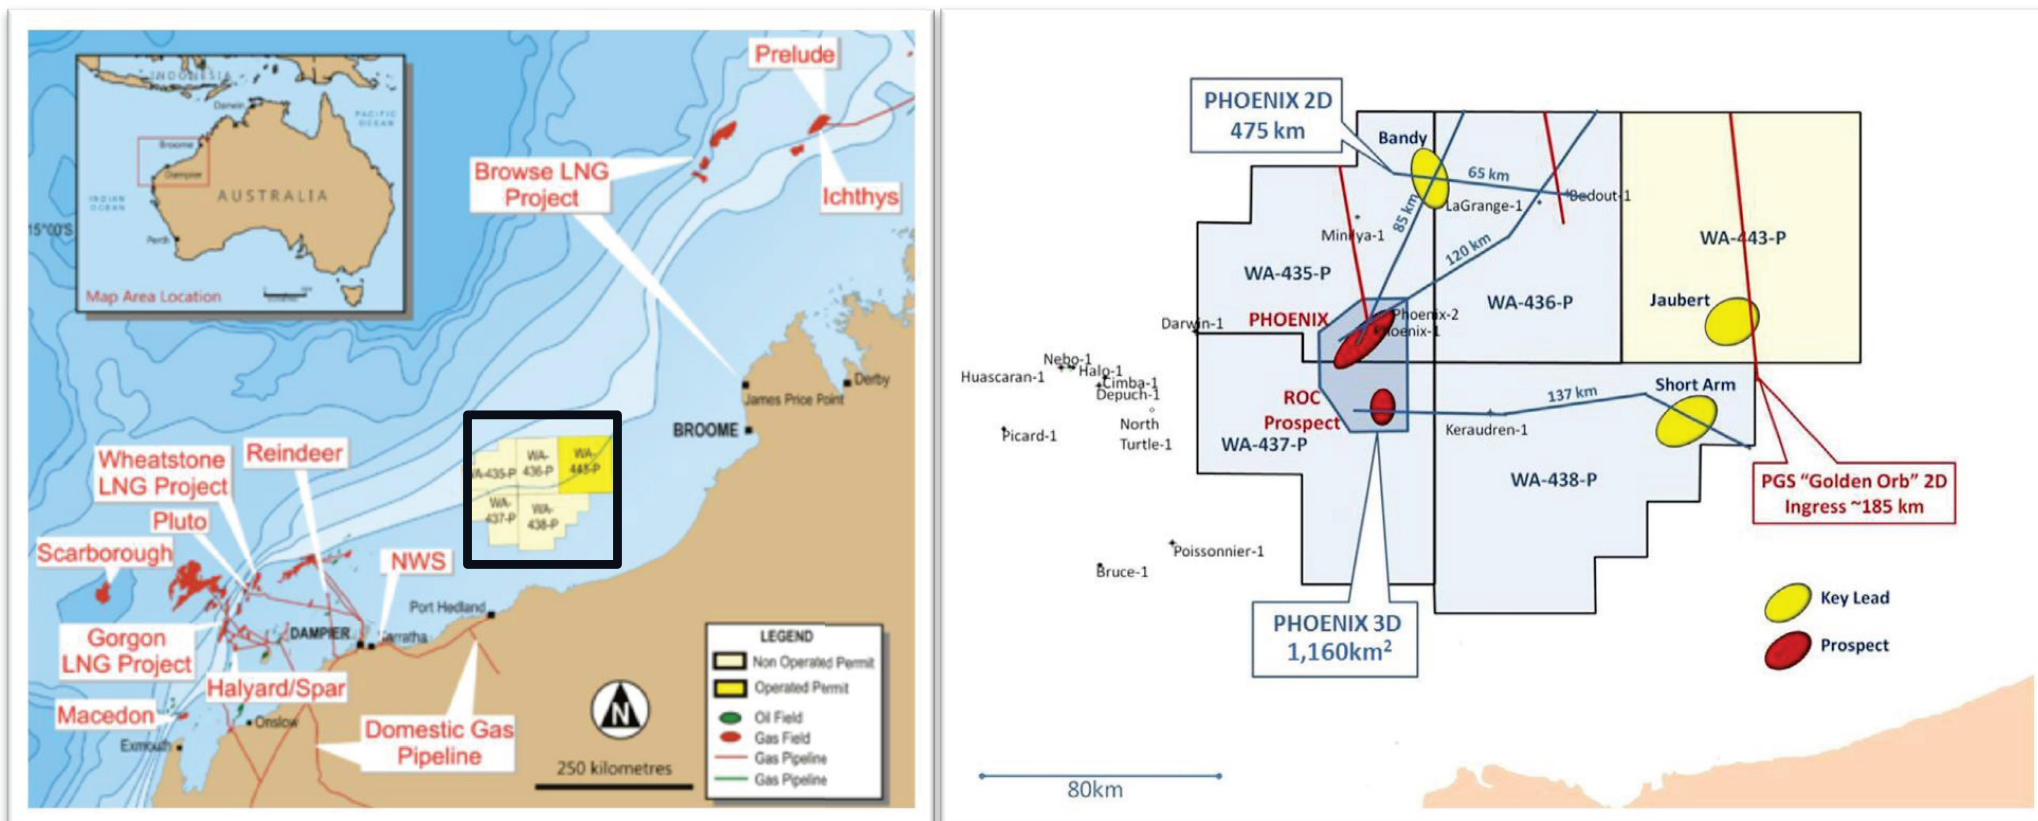 INDONESIA
Darwin
PACIFIC
OCEAN
Broome
Dampier
INDIAN
OCEAN
AUSTRALIA
Perth
Map Area Location
15°00'S
Prelude
Browse LNG
Project
Ichthys
Derby
James Price Point
BROOME
WA-
436-P
WA-
443-P
A-435-P
WA-
437-P
WA-
438-P
Reindeer
Wheatstone
LNG Project
Pluto
Scarborough
NWS
Port Hedland
DAMPIER
Karratha
Gorgon
LNG Project
Halyard/Spar
Macedon
Onslow
Exmouth
Domestic Gas
Pipeline
N
250 kilometres
LEGEND
Non Operated Permit
Operated Permit
Oil Field
Gas Field
Gas Pipeline
Gas Pipeline
PHOENIX 2D
475 km
Bandy
65 km
Bedout-1
LaGrange-1
85 km
Mindya-1
120 km
WA-443-P
WA-435-P
WA-436-P
Jaubert
PHOENIX
Phoenix-2
Phoenix-1
Darwin-1
Nebo-1
Halo-1
Huascaran-1
Cimba-1
Depuch-1
North
Turtle-1
Picard-1
ROC
Prospect
137 km
Short Arm
Keraudren-1
WA-437-P
WA-438-P
PGS “Golden Orb” 2D
Ingress ~185 km
Poissonnier-1
Bruce-1
PHOENIX 3D
1,160km²
Key Lead
Prospect
80km